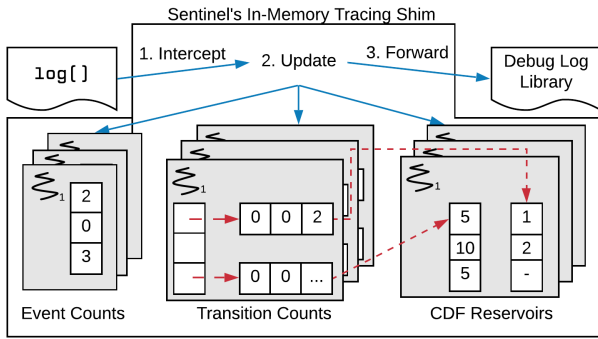 Sentinel's In-Memory Tracing Shim
log[]
1. Intercept
2. Update
3. Forward
Debug Log
Library
1
2
0
3
Event Counts
1
0 0 2
0 0 ...
Transition Counts
1
5
10
5
1
2
-
CDF Reservoirs